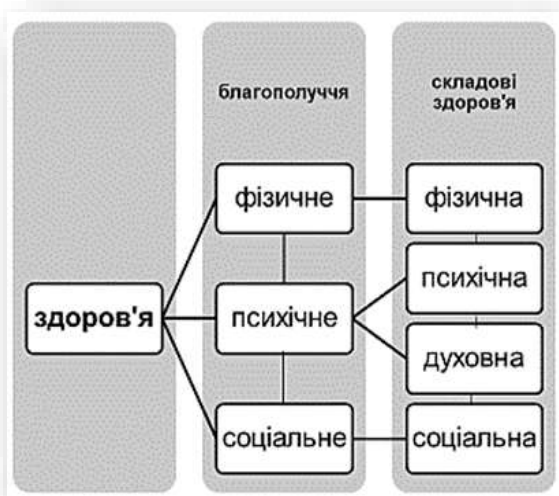 благополуччя
складові
здоров'я
фізичне
фізична
психічна
здоров'я
психічне
духовна
соціальне
соціальна